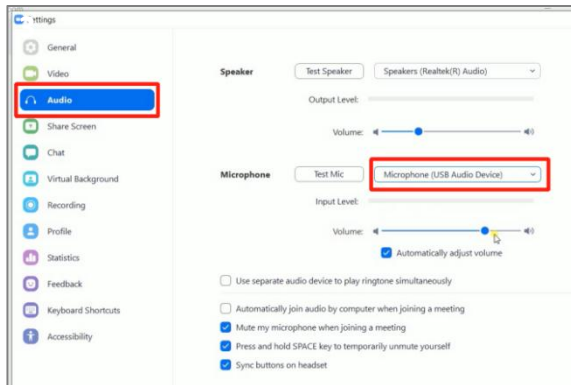 ttings
General
Video
Audio
Share Screen
Chat
Virtual Background
Recording
Profile
Statistics
Feedback
Keyboard Shortcuts
Accessibility
Speaker
Test Speaker
Speakers (Realtek(R) Audio)
Output Level:
Volume:
Microphone
Test Mic
Microphone (USB Audio Device)
Input Level:
Volume:
Automatically adjust volume
Use separate audio device to play ringtone simultaneously
Automatically join audio by computer when joining a meeting
Mute my microphone when joining a meeting
Press and hold SPACE key to temporarily unmute yourself
Sync buttons on headset